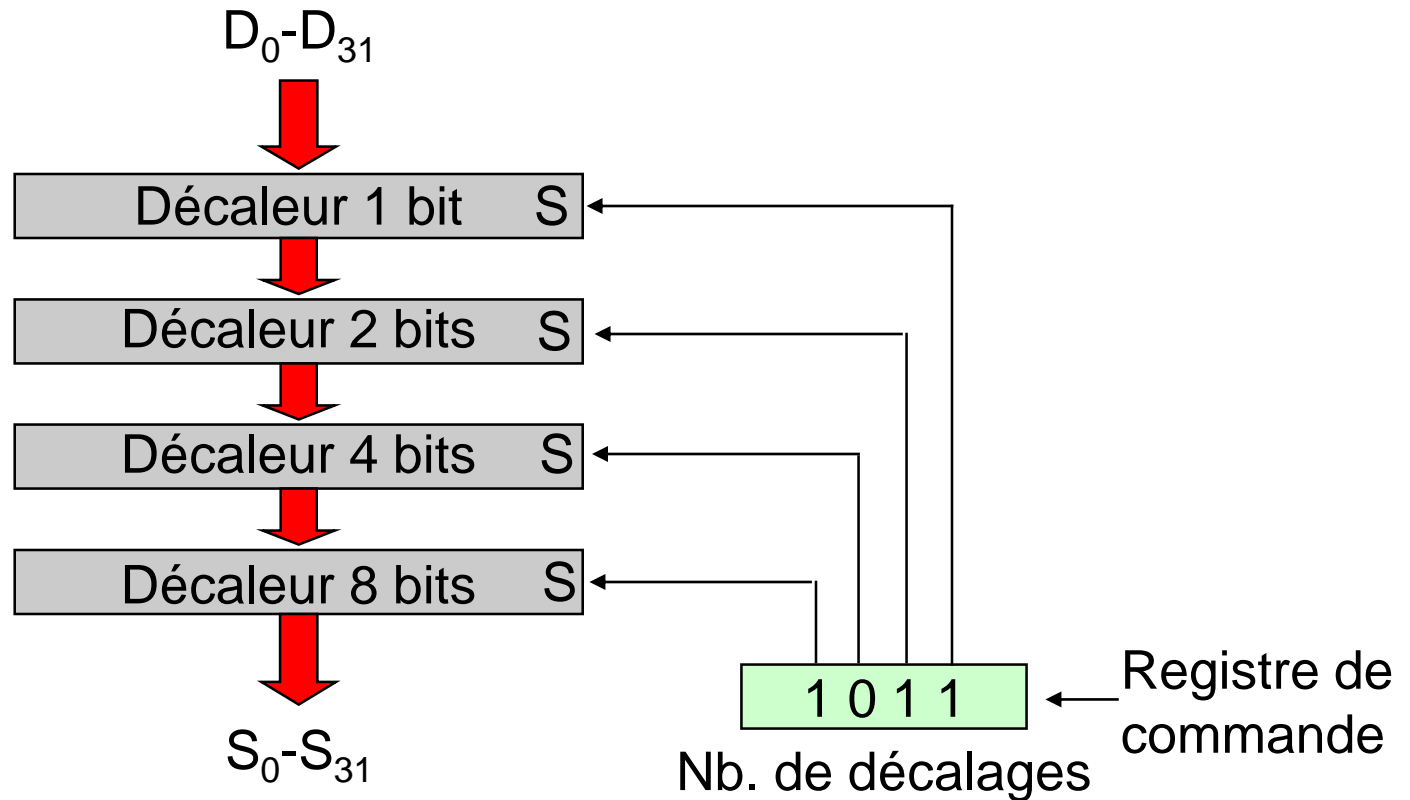 D₀-D₃₁
Décaleur 1 bit S
Décaleur 2 bits S
Décaleur 4 bits S
Décaleur 8 bits S
1 0 1 1
Registre de
commande
S₀-S₃₁
Nb. de décalages